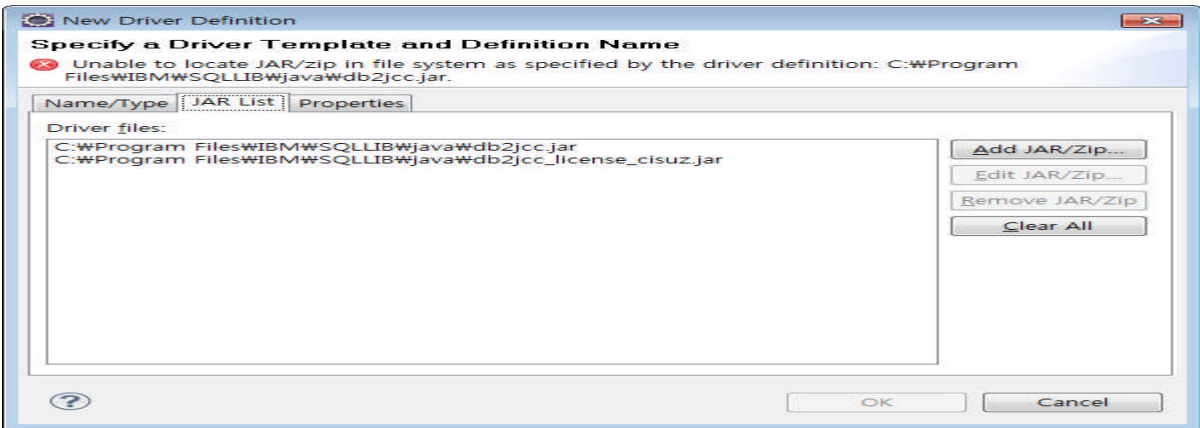 New Driver Definition
Specify a Driver Template and Definition Name
Unable to locate JAR/zip in file system as specified by the driver definition: C:₩Program
Files₩IBM₩SQLLIB₩java₩db2jcc.jar.
Name/Type JAR List Properties
Driver files:
C:₩Program Files₩IBM₩SQLLIB₩java₩db2jcc.jar
C:₩Program Files₩IBM₩SQLLIB₩java₩db2jcc_license_cisuz.jar
Add JAR/Zip...
Edit JAR/Zip...
Remove JAR/Zip
Clear All
?
OK Cancel